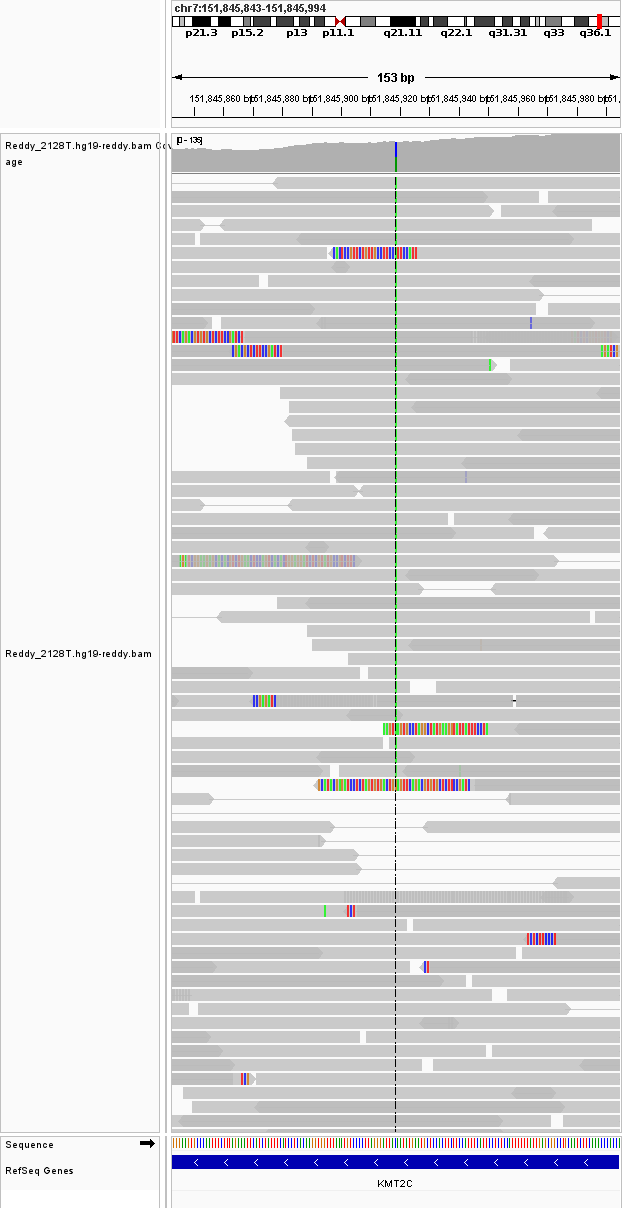 chr7:151,845,843-151,845,994
p21.3 p15.2 p13 p11.1 q21.11 q22.1 q31.31 q33 q36.1
153 bp
151,845,860 bp 151,845,880 bp 151,845,900 bp 151,845,920 bp 151,845,940 bp 151,845,960 bp 151,845,980 bp 151,
[0 - 135]
Reddy_2128T.hg19-reddy.bam Cov
age
Reddy_2128T.hg19-reddy.bam
Sequence
RefSeq Genes
KMT2C